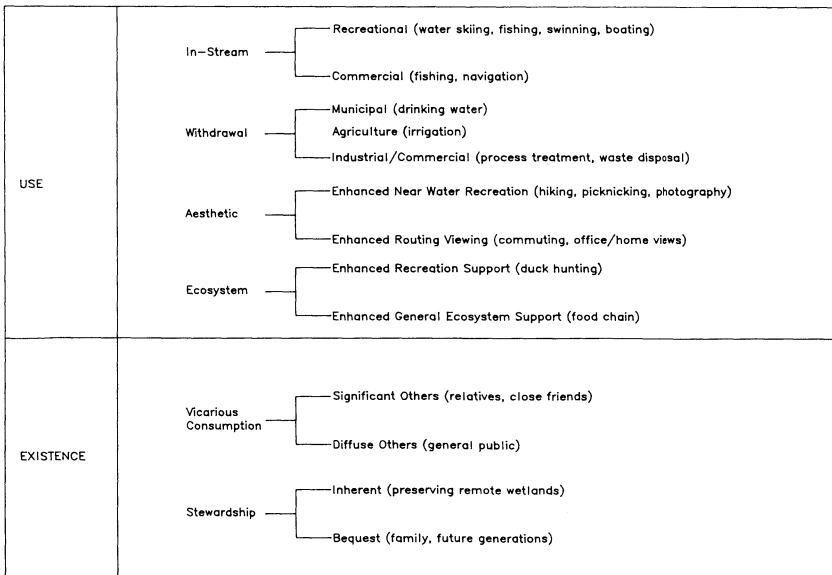 USE
In-Stream
Recreational (water skiing, fishing, swinning, boating)
Commercial (fishing, navigation)
Withdrawal
Municipal (drinking water)
Agriculture (irrigation)
Industrial/Commercial (process treatment, waste disposal)
Aesthetic
Enhanced Near Water Recreation (hiking, picknicking, photography)
Enhanced Routing Viewing (commuting, office/home views)
Ecosystem
Enhanced Recreation Support (duck hunting)
Enhanced General Ecosystem Support (food chain)
EXISTENCE
Vicarious
Consumption
Significant Others (relatives, close friends)
Diffuse Others (general public)
Stewardship
Inherent (preserving remote wetlands)
Bequest (family, future generations)